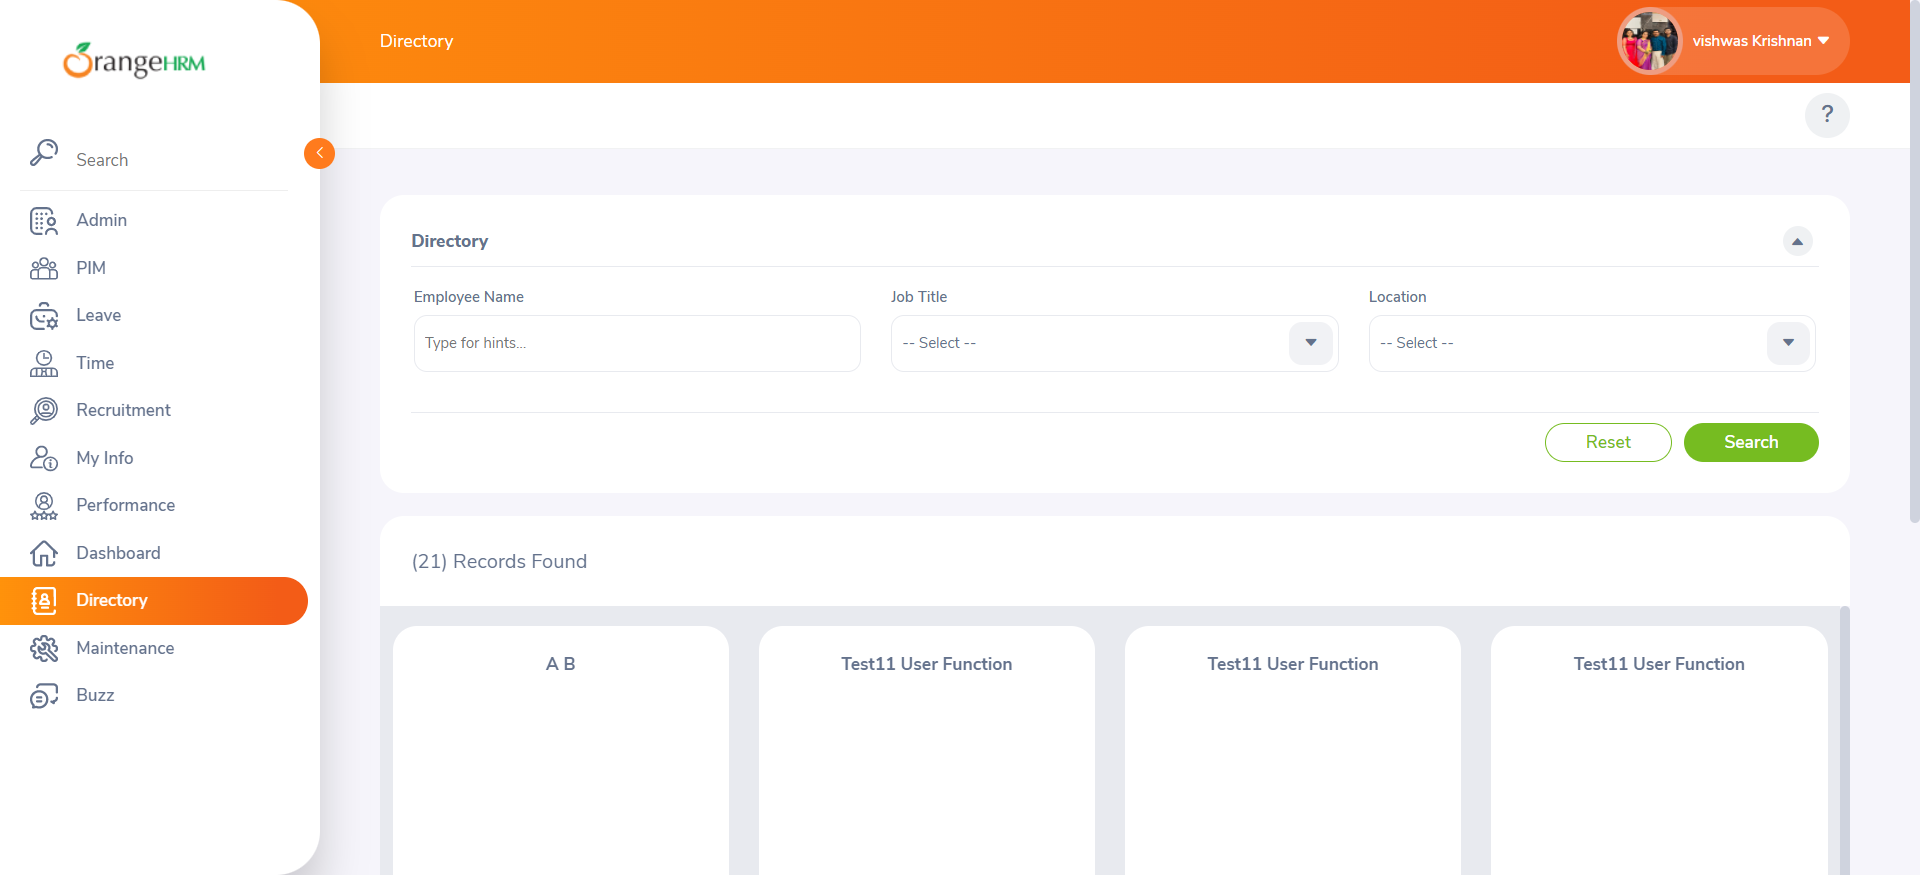 OrangeHRM
Directory
vishwas Krishnan
?
Search
Admin
PIM
Leave
Time
Recruitment
My Info
Performance
Dashboard
Directory
Maintenance
Buzz
Directory
Employee Name
Job Title
Location
Type for hints...
-- Select --
-- Select --
Reset
Search
(21) Records Found
A B
Test11 User Function
Test11 User Function
Test11 User Function